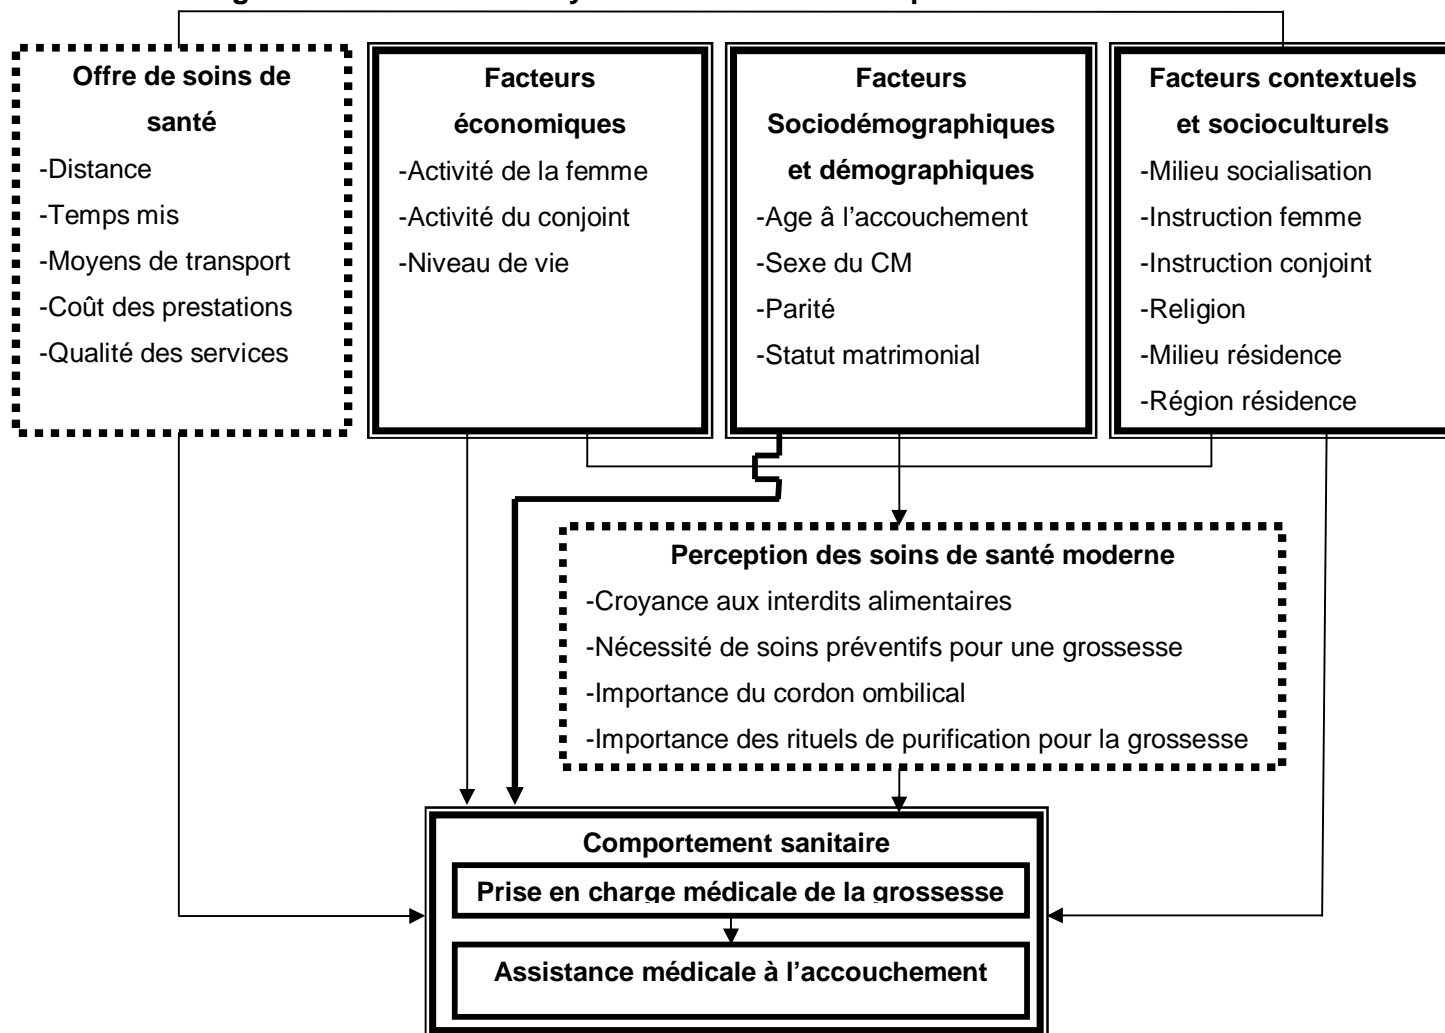 Offre de soins de
santé
-Distance
-Temps mis
-Moyens de transport
-Coût des prestations
-Qualité des services
Facteurs
économiques
-Activité de la femme
-Activité du conjoint
-Niveau de vie
Facteurs
Sociodémographiques
et démographiques
-Age â l’accouchement
-Sexe du CM
-Parité
-Statut matrimonial
Facteurs contextuels
et socioculturels
-Milieu socialisation
-Instruction femme
-Instruction conjoint
-Religion
-Milieu résidence
-Région résidence
Perception des soins de santé moderne
-Croyance aux interdits alimentaires
-Nécessité de soins préventifs pour une grossesse
-Importance du cordon ombilical
-Importance des rituels de purification pour la grossesse
Comportement sanitaire
Prise en charge médicale de la grossesse
Assistance médicale à l’accouchement